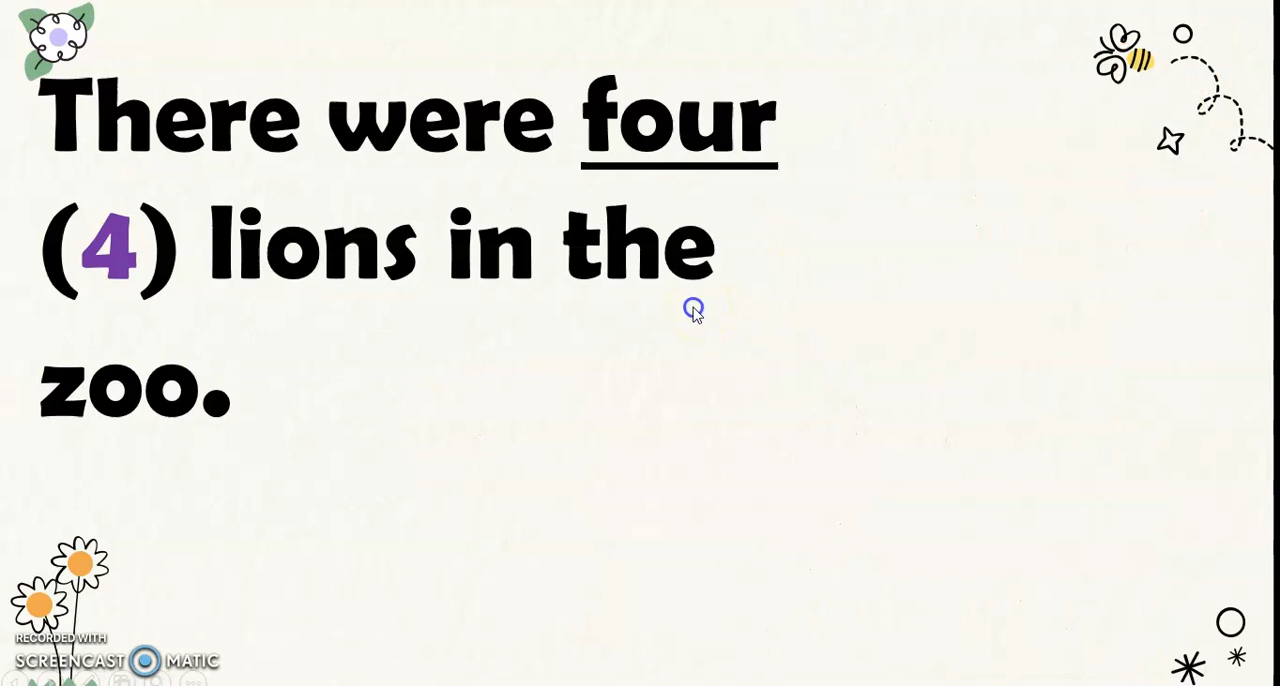 There were four
(4) lions in the
zoo.
RECORDED WITH
SCREENCAST MATIC